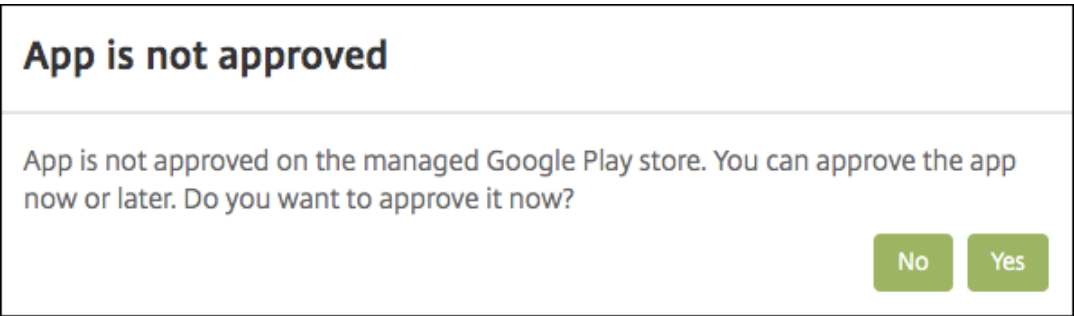 App is not approved
App is not approved on the managed Google Play store. You can approve the app
now or later. Do you want to approve it now?
No
Yes